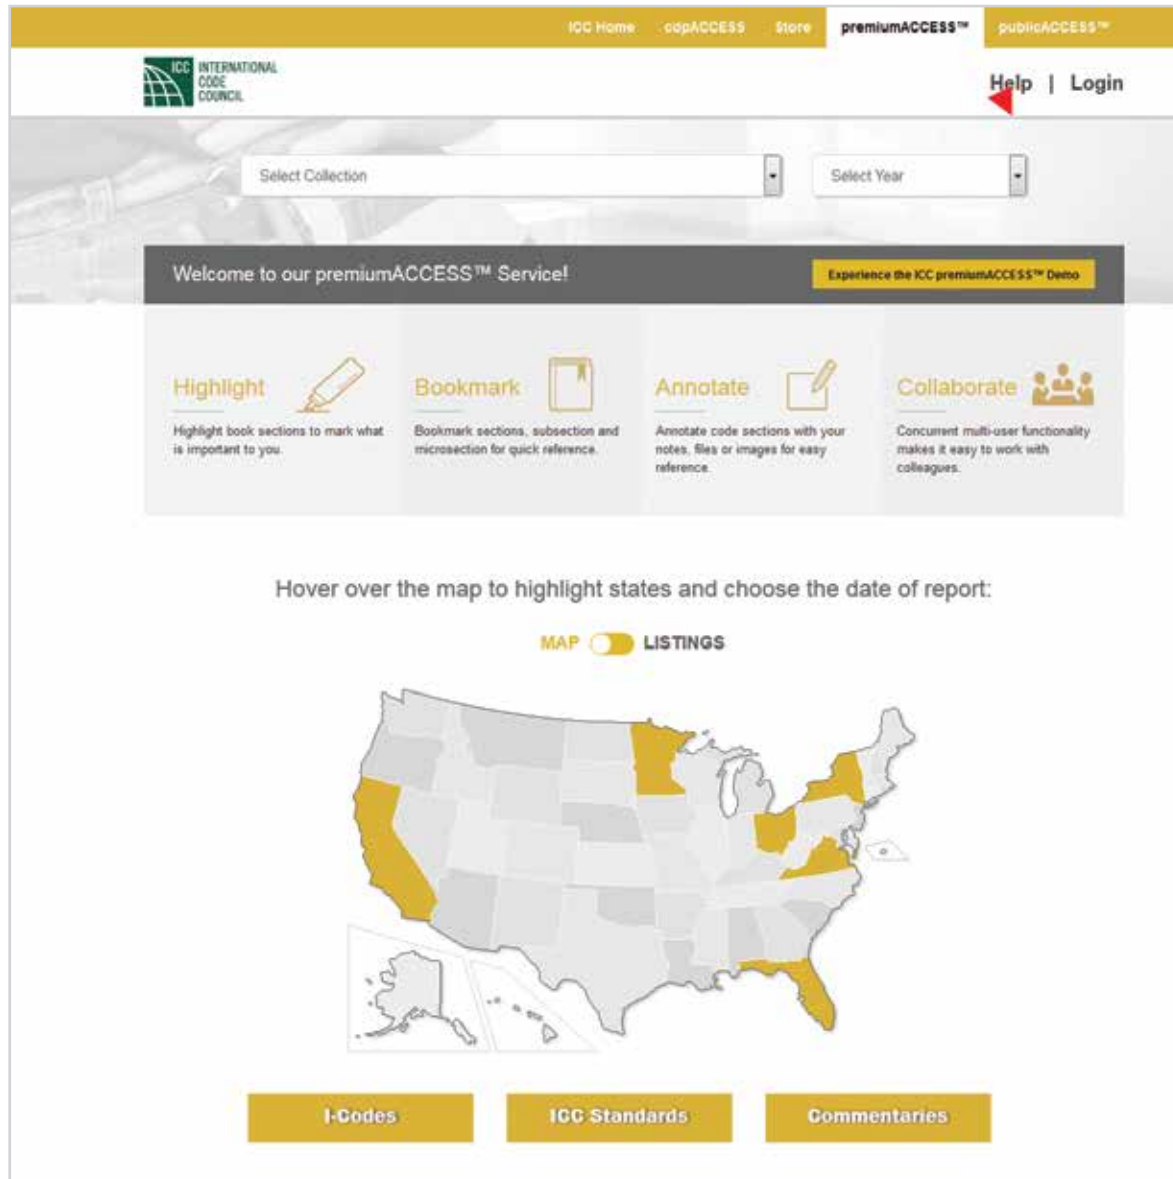 ICC Home cdpACCESS Store premiumACCESS™ publicACCESS™
ICC INTERNATIONAL
CODE
COUNCIL
Help | Login
Select Collection Select Year
Welcome to our premiumACCESS™ Service! Experience the ICC premiumACCESS™ Demo
Highlight
Highlight book sections to mark what
is important to you.
Bookmark
Bookmark sections, subsection and
microsection for quick reference.
Annotate
Annotate code sections with your
notes, files or images for easy
reference.
Collaborate
Concurrent multi-user functionality
makes it easy to work with
colleagues.
Hover over the map to highlight states and choose the date of report:
MAP LISTINGS
I-Codes ICC Standards Commentaries